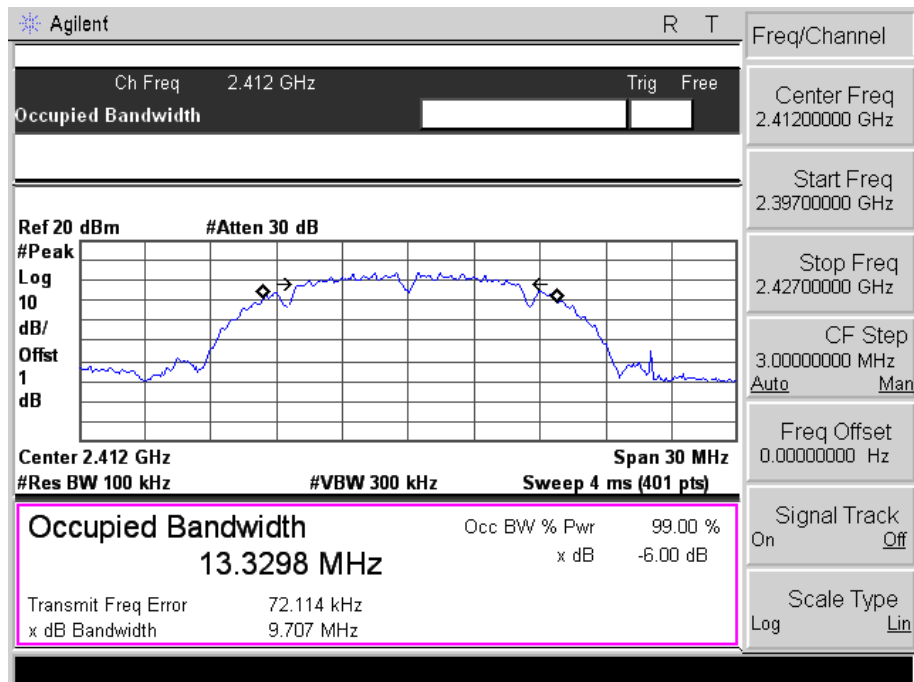 Agilent R T
Ch Freq 2.412 GHz Trig Free
Occupied Bandwidth
Ref 20 dBm #Atten 30 dB
#Peak
Log
10
dB/
Offst
1
dB
Center 2.412 GHz Span 30 MHz
#Res BW 100 kHz #VBW 300 kHz Sweep 4 ms (401 pts)
Occupied Bandwidth Occ BW % Pwr 99.00 %
13.3298 MHz x dB -6.00 dB
Transmit Freq Error 72.114 kHz
x dB Bandwidth 9.707 MHz
Freq/Channel
Center Freq
2.41200000 GHz
Start Freq
2.39700000 GHz
Stop Freq
2.42700000 GHz
CF Step
3.00000000 MHz
Auto Man
Freq Offset
0.00000000 Hz
Signal Track
On Off
Scale Type
Log Lin